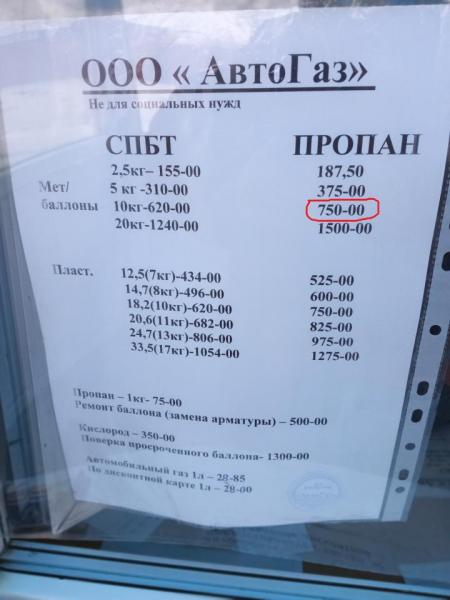 ООО « АвтоГаз»
Не для социальных нужд
СПБТ ПРОПАН
2,5кг– 155-00 187,50
Мет/ 5 кг -310-00 375-00
баллоны 10кг-620-00 750-00
20кг-1240-00 1500-00
Пласт. 12,5(7кг)-434-00 525-00
14,7(8кг)-496-00 600-00
18,2(10кг)-620-00 750-00
20,6(11кг)-682-00 825-00
24,7(13кг)-806-00 975-00
33,5(17кг)-1054-00 1275-00
Пропан – 1кг- 75-00
Ремонт баллона (замена арматуры) – 500-00
Кислород – 350-00
Поверка просроченного баллона- 1300-00
Автомобильный газ 1л – 28-85
По дисконтной карте 1л – 28-00